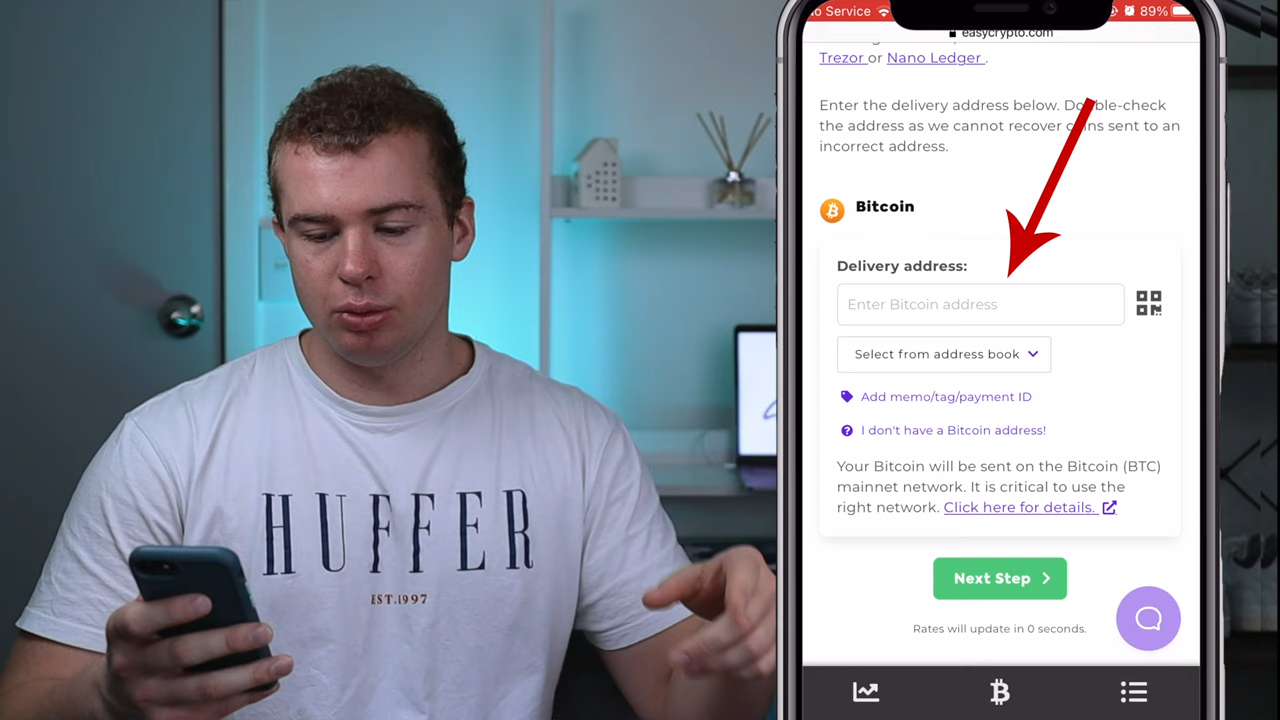 HUFFER
EST.1997
o Service
89%
easycrypto.com
Trezor or Nano Ledger .
Enter the delivery address below. Double-check
the address as we cannot recover coins sent to an
incorrect address.
Bitcoin
Delivery address:
Enter Bitcoin address
Select from address book
Add memo/tag/payment ID
I don't have a Bitcoin address!
Your Bitcoin will be sent on the Bitcoin (BTC)
mainnet network. It is critical to use the
right network. Click here for details.
Next Step
Rates will update in 0 seconds.